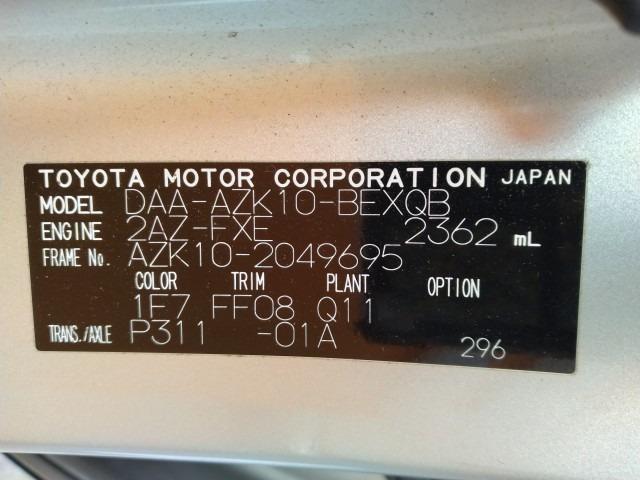 TOYOTA MOTOR CORPORATION JAPAN
MODEL DAA-AZK10-BEXQB
ENGINE 2AZ-FXE 2362 mL
FRAME No. AZK10-2049695
COLOR TRIM PLANT OPTION
1F7 FF08 Q11
TRANS./AXLE P311 -01A
296